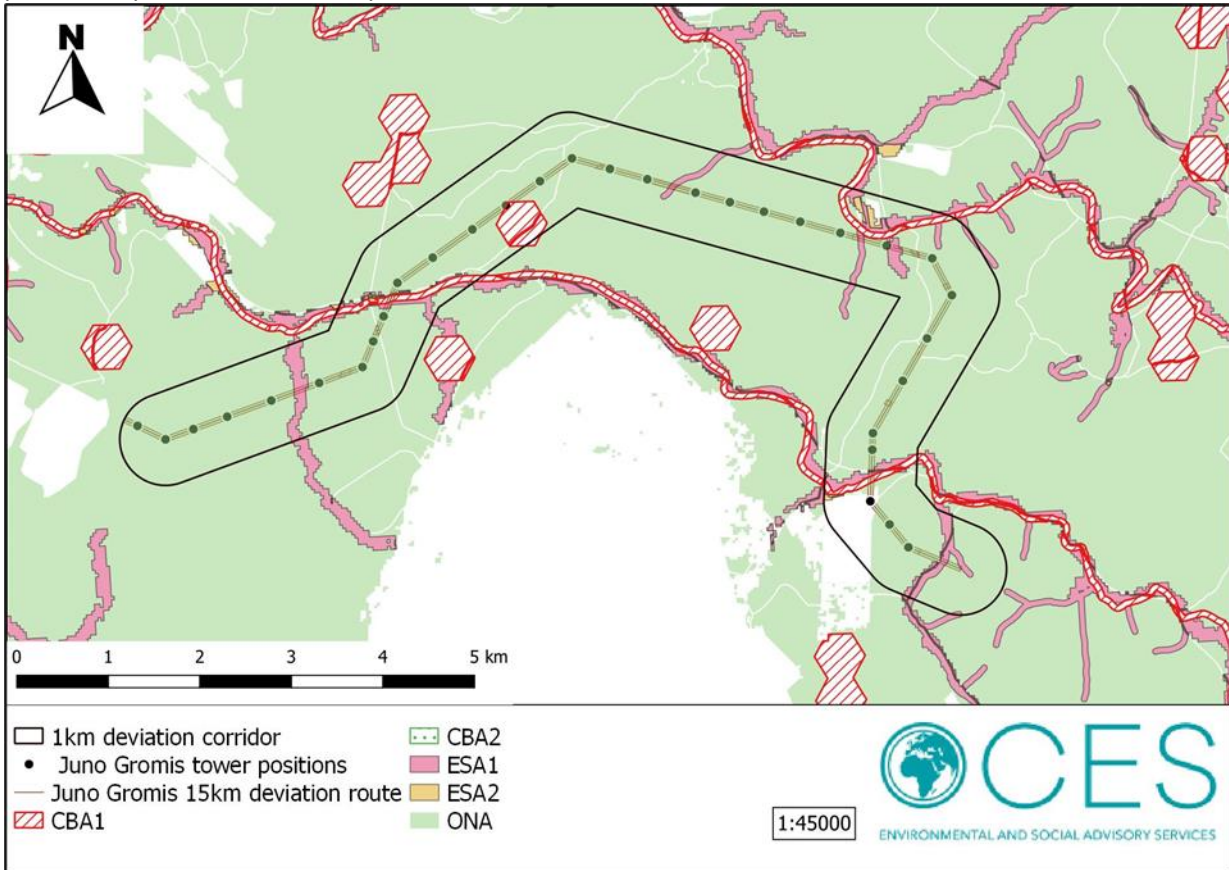 N
0 1 2 3 4 5 km
1km deviation corridor
Juno Gromis tower positions
Juno Gromis 15km deviation route
CBA1
CBA2
ESA1
ESA2
ONA
1:45000
CES
ENVIRONMENTAL AND SOCIAL ADVISORY SERVICES